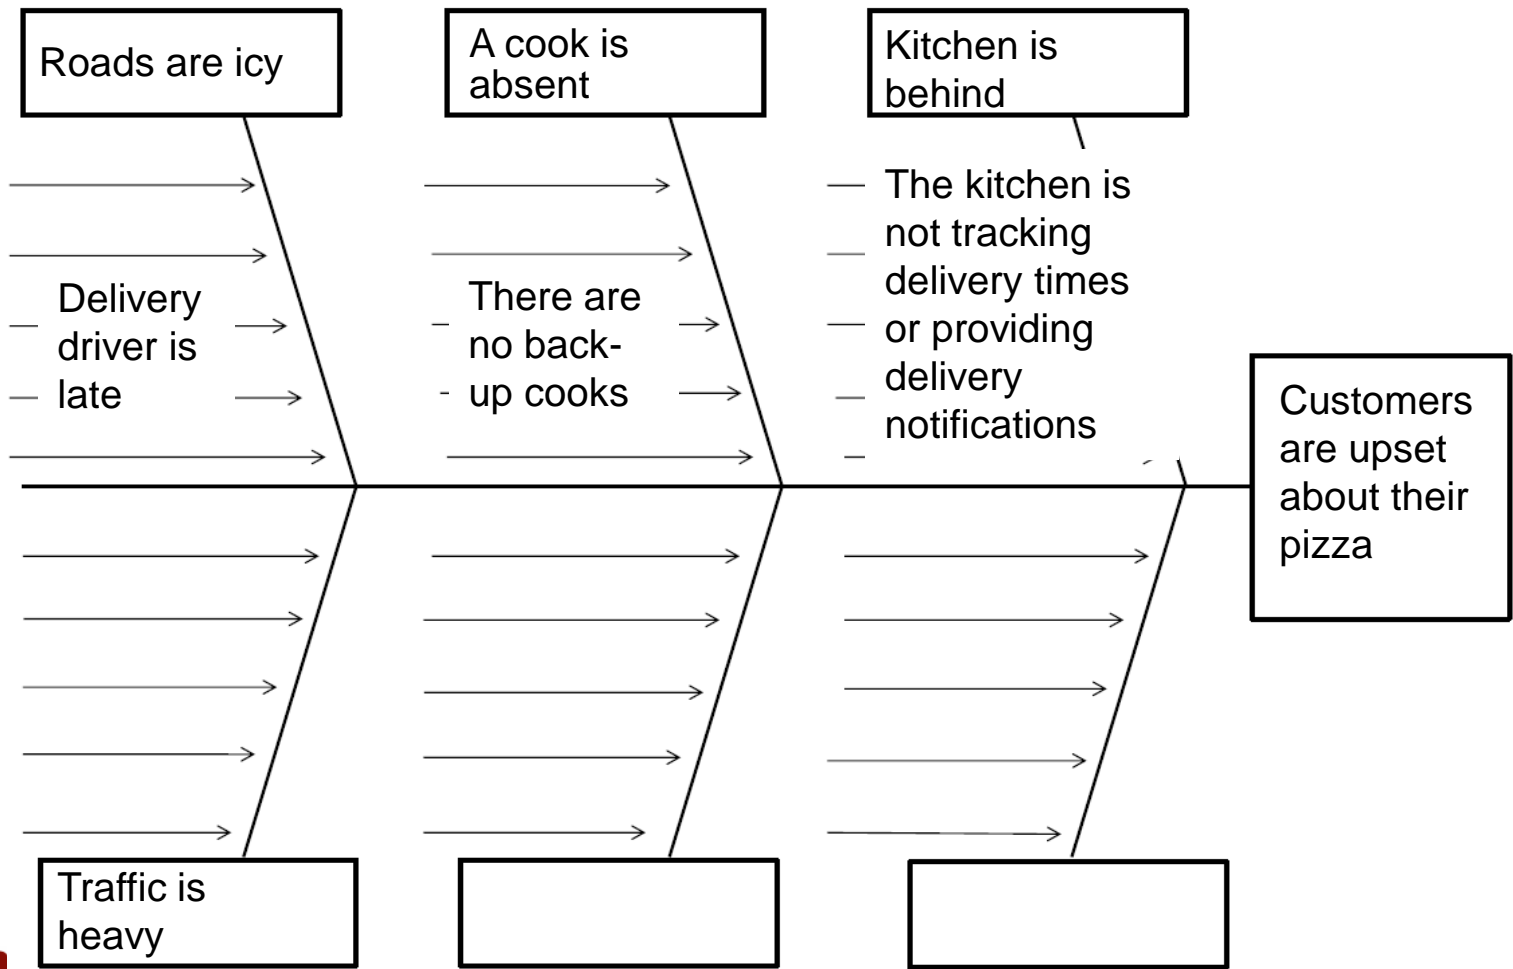 Roads are icy
A cook is
absent
Kitchen is
behind
Delivery
driver is
late
There are
no back-
up cooks
The kitchen is
not tracking
delivery times
or providing
delivery
notifications
Customers
are upset
about their
pizza
Traffic is
heavy